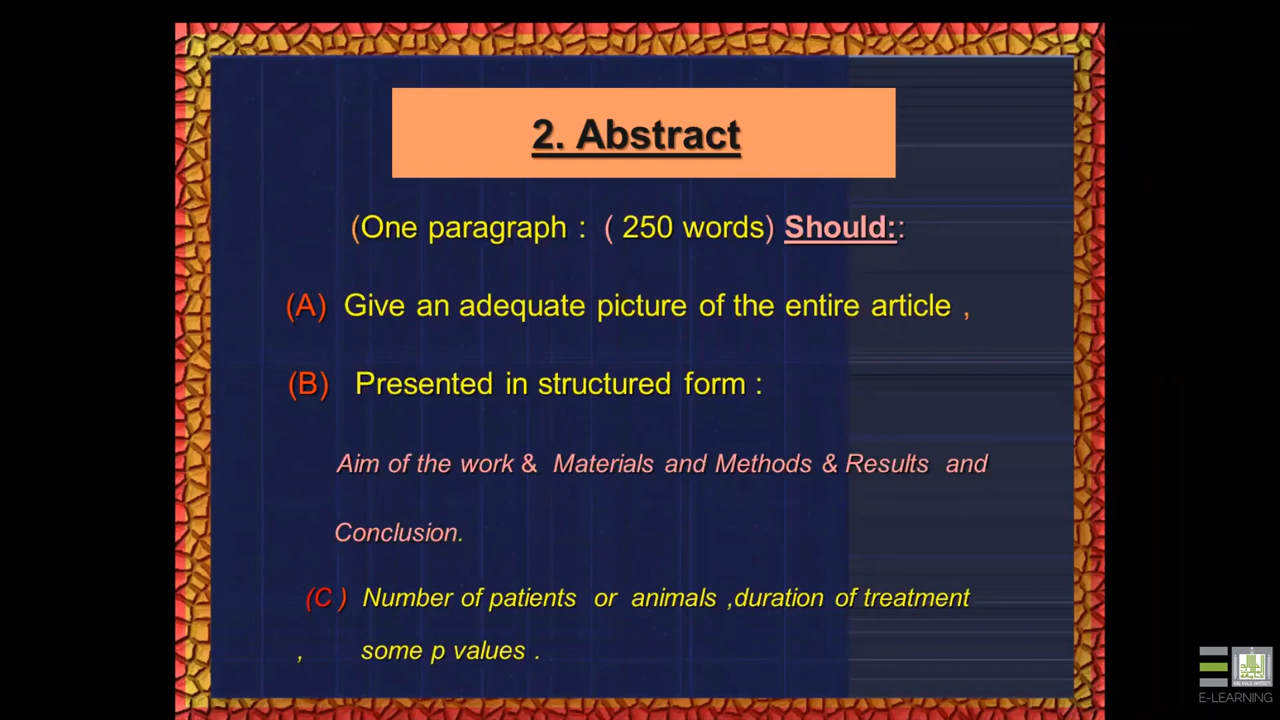 2. Abstract
(One paragraph : ( 250 words) Should::
(A) Give an adequate picture of the entire article ,
(B) Presented in structured form :
Aim of the work & Materials and Methods & Results and
Conclusion.
(C ) Number of patients or animals ,duration of treatment
, some p values .
E-LEARNING